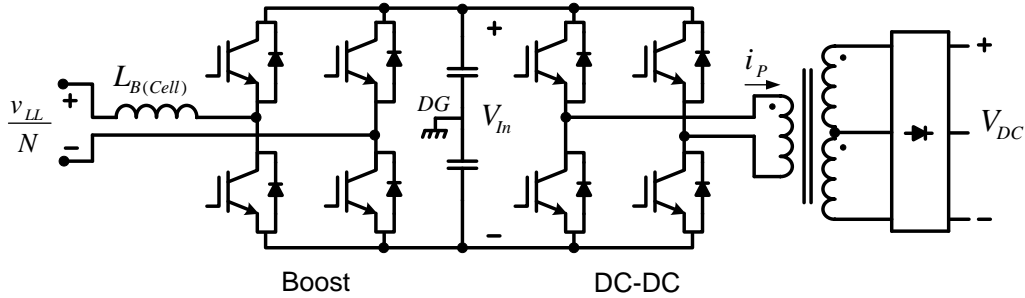 v_LL
N
+
−
L_B(Cell)
DG
+
V_In
−
i_P
+
V_DC
−
Boost
DC-DC